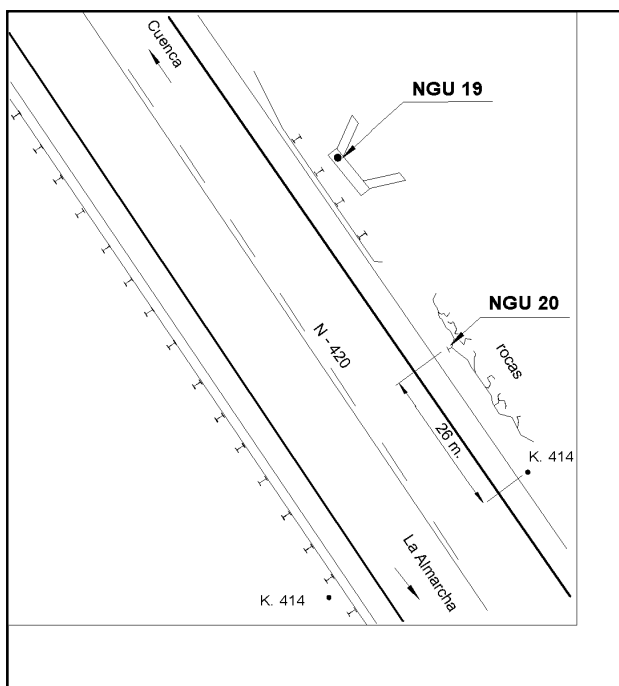 Cuenca
NGU 19
NGU 20
N - 420
rocas
26 m.
K. 414
La Almarcha
K. 414